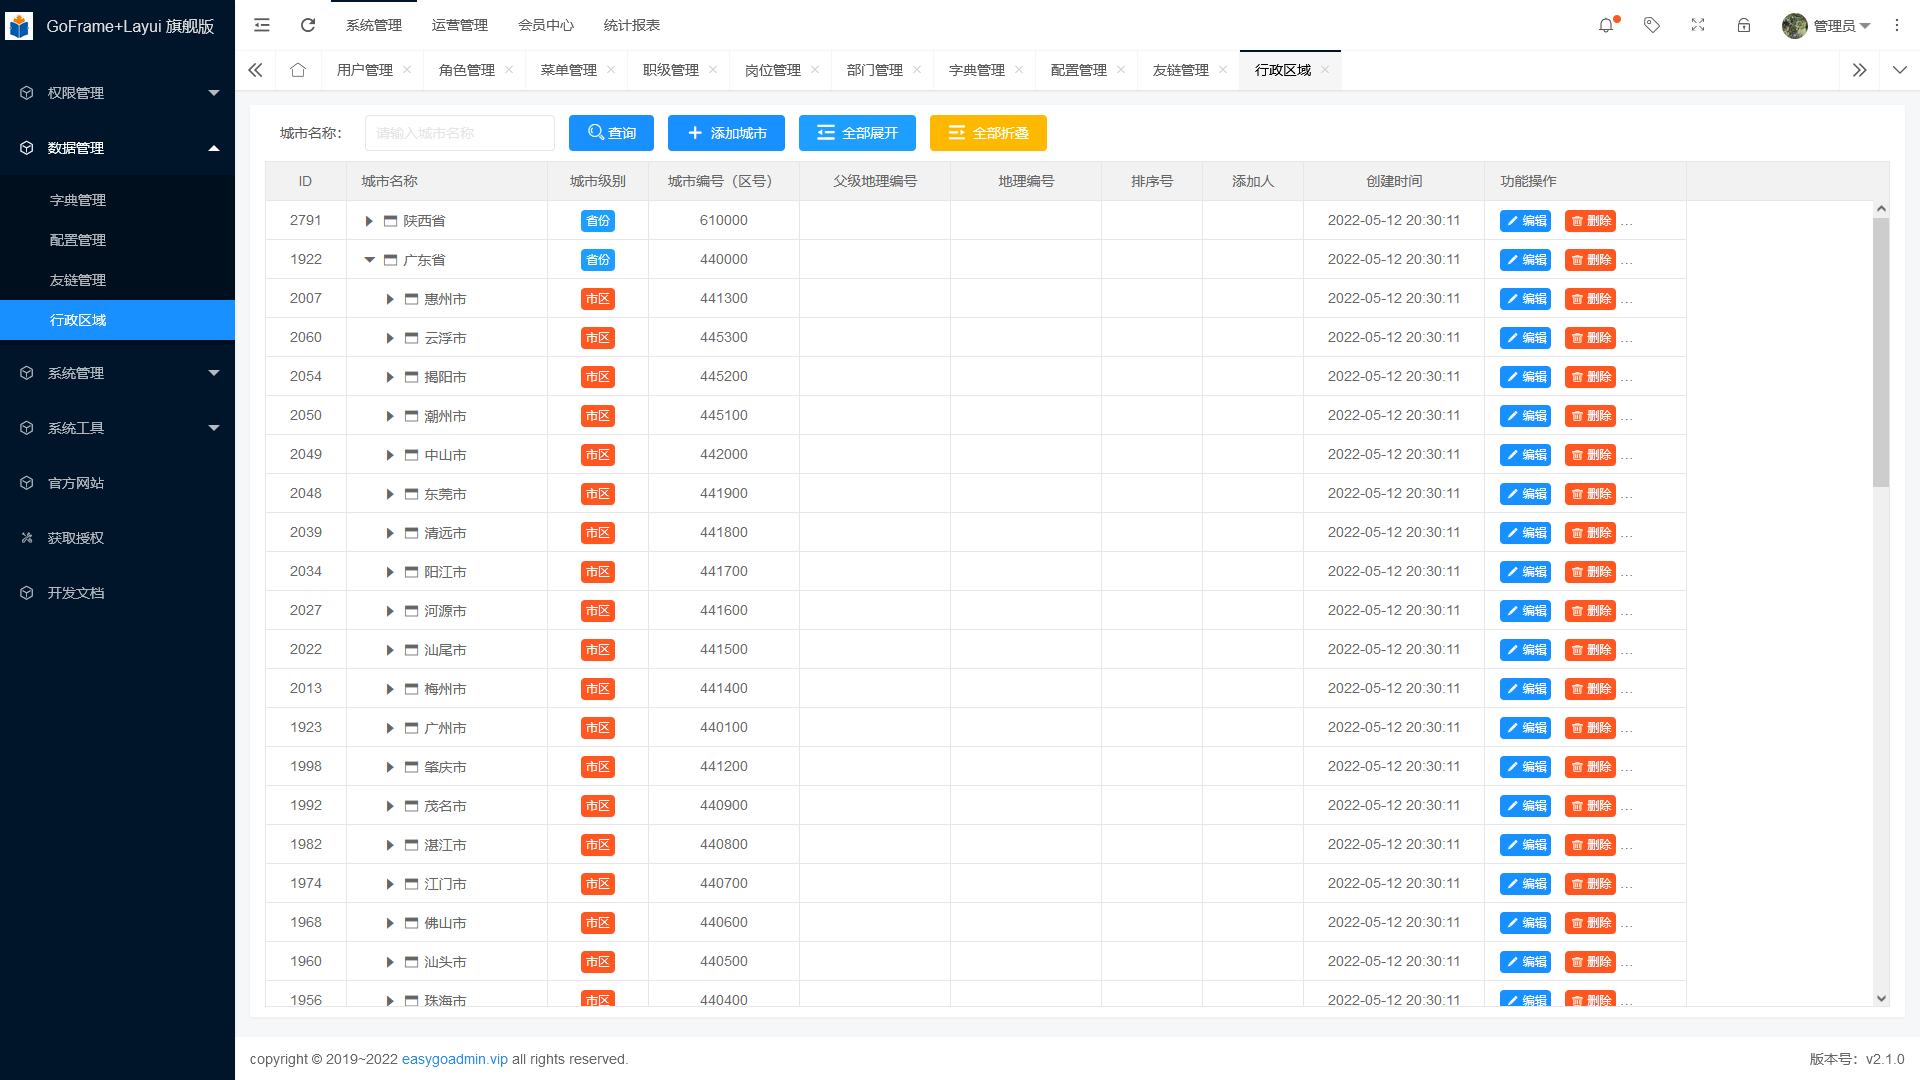 GoFrame+Layui 旗舰版
系统管理 运营管理 会员中心 统计报表 管理员
用户管理 角色管理 菜单管理 职级管理 岗位管理 部门管理 字典管理 配置管理 友链管理 行政区域
权限管理
数据管理
字典管理
配置管理
友链管理
行政区域
系统管理
系统工具
官方网站
获取授权
开发文档
城市名称: 请输入城市名称 查询 添加城市 全部展开 全部折叠
ID 城市名称 城市级别 城市编号（区号） 父级地理编号 地理编号 排序号 添加人 创建时间 功能操作
2791 陕西省 省份 610000 2022-05-12 20:30:11 编辑 删除 ...
1922 广东省 省份 440000 2022-05-12 20:30:11 编辑 删除 ...
2007 惠州市 市区 441300 2022-05-12 20:30:11 编辑 删除 ...
2060 云浮市 市区 445300 2022-05-12 20:30:11 编辑 删除 ...
2054 揭阳市 市区 445200 2022-05-12 20:30:11 编辑 删除 ...
2050 潮州市 市区 445100 2022-05-12 20:30:11 编辑 删除 ...
2049 中山市 市区 442000 2022-05-12 20:30:11 编辑 删除 ...
2048 东莞市 市区 441900 2022-05-12 20:30:11 编辑 删除 ...
2039 清远市 市区 441800 2022-05-12 20:30:11 编辑 删除 ...
2034 阳江市 市区 441700 2022-05-12 20:30:11 编辑 删除 ...
2027 河源市 市区 441600 2022-05-12 20:30:11 编辑 删除 ...
2022 汕尾市 市区 441500 2022-05-12 20:30:11 编辑 删除 ...
2013 梅州市 市区 441400 2022-05-12 20:30:11 编辑 删除 ...
1923 广州市 市区 440100 2022-05-12 20:30:11 编辑 删除 ...
1998 肇庆市 市区 441200 2022-05-12 20:30:11 编辑 删除 ...
1992 茂名市 市区 440900 2022-05-12 20:30:11 编辑 删除 ...
1982 湛江市 市区 440800 2022-05-12 20:30:11 编辑 删除 ...
1974 江门市 市区 440700 2022-05-12 20:30:11 编辑 删除 ...
1968 佛山市 市区 440600 2022-05-12 20:30:11 编辑 删除 ...
1960 汕头市 市区 440500 2022-05-12 20:30:11 编辑 删除 ...
1956 珠海市 市区 440400 2022-05-12 20:30:11 编辑 删除 ...
copyright © 2019~2022 easygoadmin.vip all rights reserved. 版本号：v2.1.0